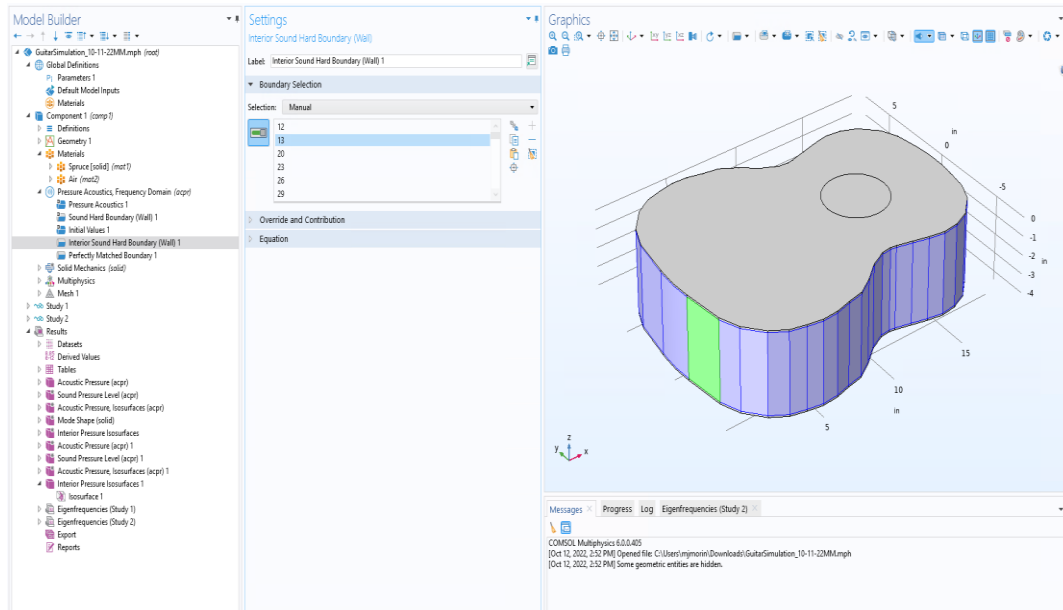 Model Builder
GuitarSimulation_10-11-22MM.mph (root)
Global Definitions
Parameters 1
Default Model Inputs
Materials
Component 1 (comp1)
Definitions
Geometry 1
Materials
Spruce [solid] (mat1)
Air (mat2)
Pressure Acoustics, Frequency Domain (acpr)
Pressure Acoustics 1
Sound Hard Boundary (Wall) 1
Initial Values 1
Interior Sound Hard Boundary (Wall) 1
Perfectly Matched Boundary 1
Solid Mechanics (solid)
Multiphysics
Mesh 1
Study 1
Study 2
Results
Datasets
Derived Values
Tables
Acoustic Pressure (acpr)
Sound Pressure Level (acpr)
Acoustic Pressure, Isosurfaces (acpr)
Mode Shape (solid)
Interior Pressure Isosurfaces
Acoustic Pressure (acpr) 1
Sound Pressure Level (acpr) 1
Acoustic Pressure, Isosurfaces (acpr) 1
Interior Pressure Isosurfaces 1
Isosurface 1
Eigenfrequencies (Study 1)
Eigenfrequencies (Study 2)
Export
Reports
Settings
Interior Sound Hard Boundary (Wall)
Label: Interior Sound Hard Boundary (Wall) 1
Boundary Selection
Selection: Manual
12
13
20
23
26
29
Override and Contribution
Equation
Graphics
5
0
in
-5
0
-1
-2
in
-3
-4
15
10
in
5
z
y
x
Messages Progress Log Eigenfrequencies (Study 2)
COMSOL Multiphysics 6.0.0.405
[Oct 12, 2022, 2:52 PM] Opened file: C:\Users\mjmorin\Downloads\GuitarSimulation_10-11-22MM.mph
[Oct 12, 2022, 2:52 PM] Some geometric entities are hidden.